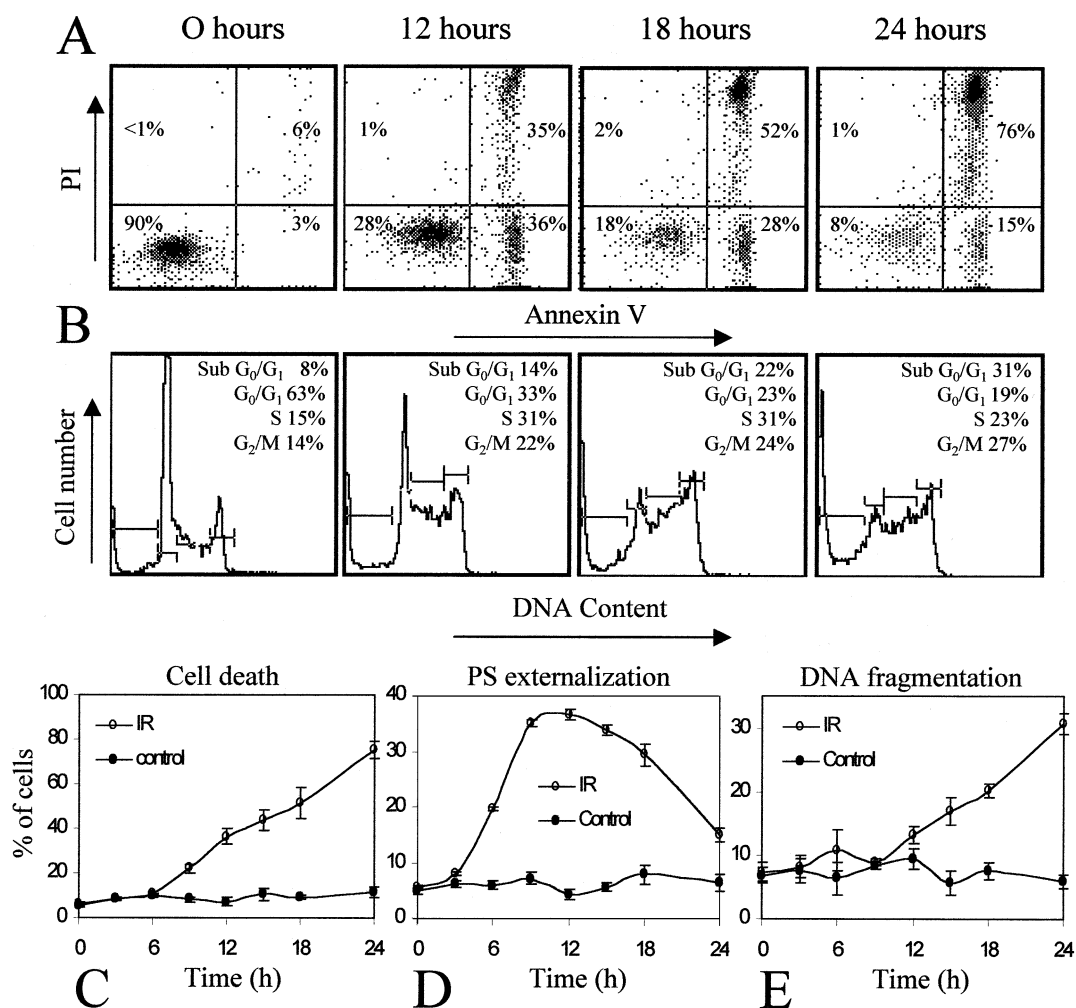 A
O hours
12 hours
18 hours
24 hours
PI
<1%
6%
90%
3%
1%
35%
28%
36%
2%
52%
18%
28%
1%
76%
8%
15%
Annexin V
B
Cell number
Sub G0/G1 8%
G0/G1 63%
S 15%
G2/M 14%
Sub G0/G1 14%
G0/G1 33%
S 31%
G2/M 22%
Sub G0/G1 22%
G0/G1 23%
S 31%
G2/M 24%
Sub G0/G1 31%
G0/G1 19%
S 23%
G2/M 27%
DNA Content
Cell death
% of cells
100
80
60
40
20
0
IR
control
0 6 12 18 24
Time (h)
C
PS externalization
40
30
20
10
0
IR
Control
0 6 12 18 24
Time (h)
D
DNA fragmentation
30
20
10
0
IR
Control
0 6 12 18 24
Time (h)
E